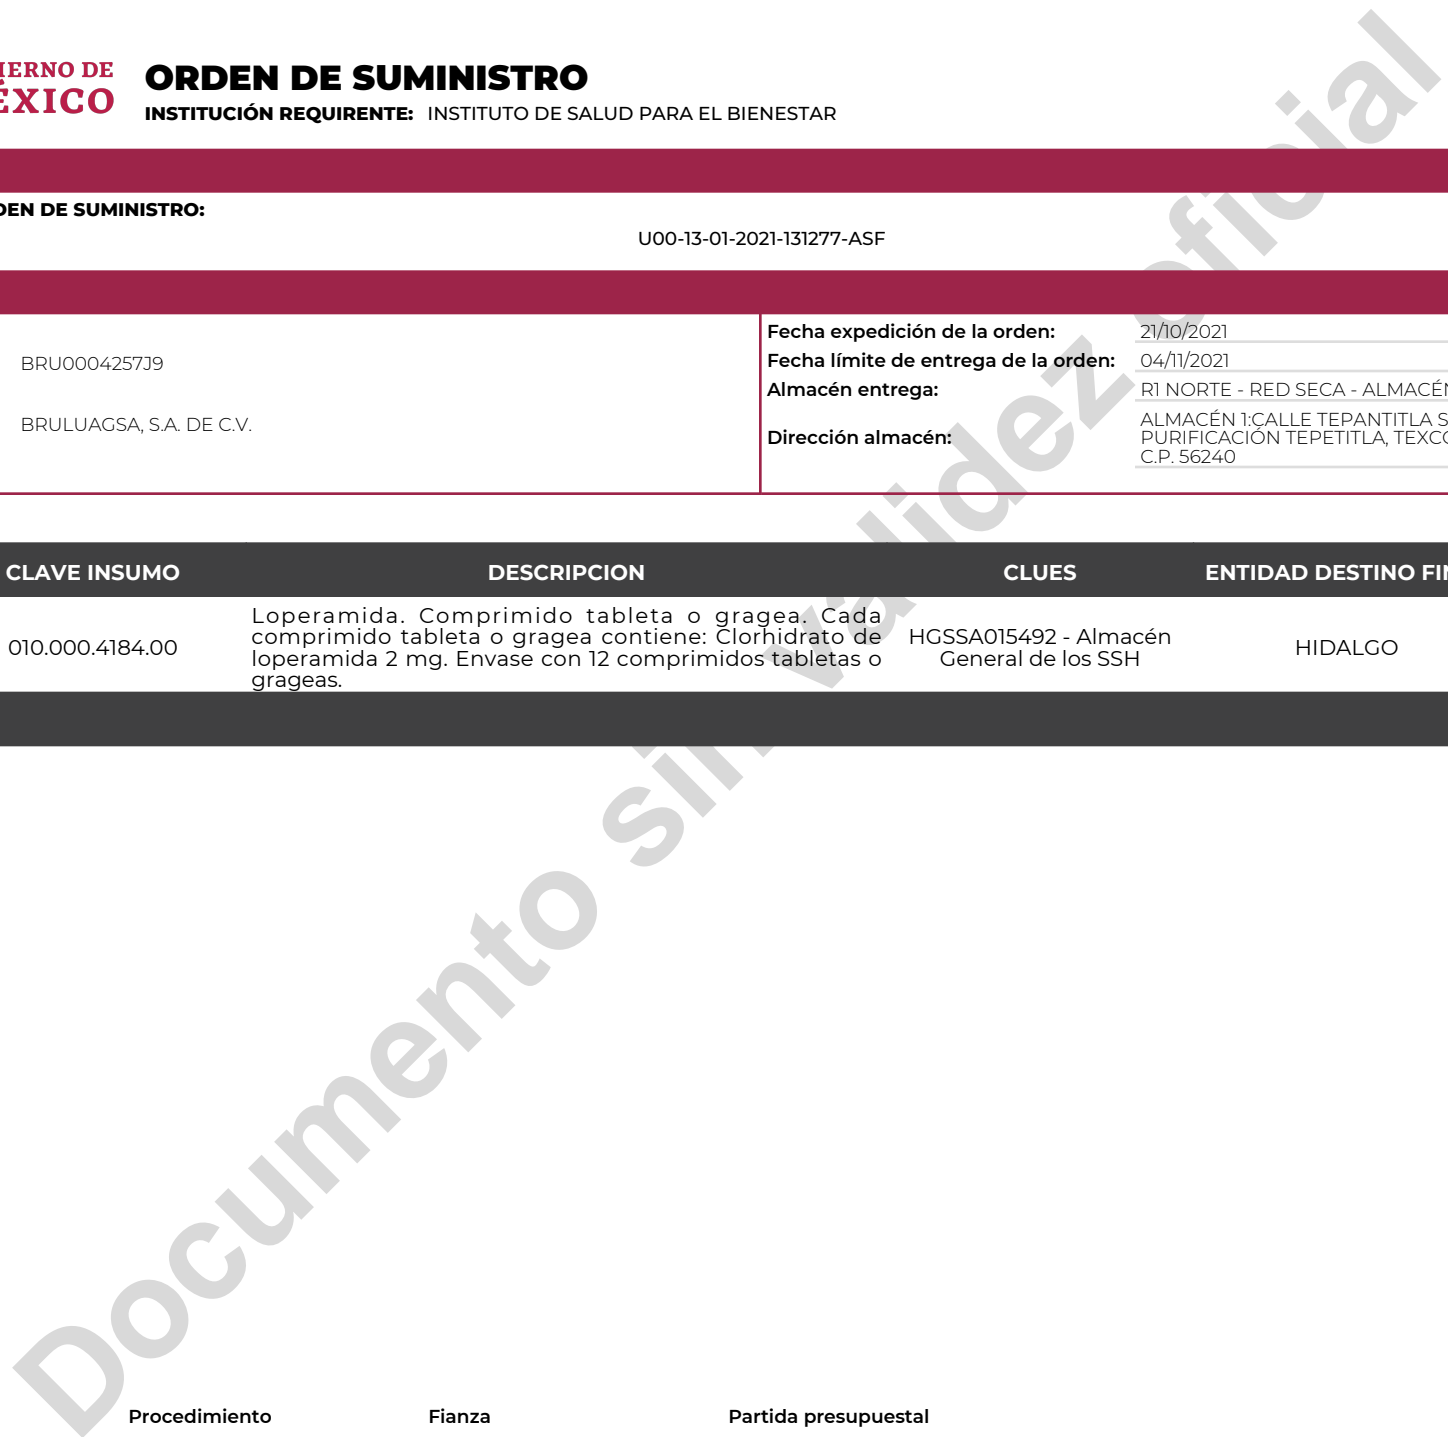 IERNO DE
ÉXICO
ORDEN DE SUMINISTRO
INSTITUCIÓN REQUIRENTE: INSTITUTO DE SALUD PARA EL BIENESTAR
DEN DE SUMINISTRO:
U00-13-01-2021-131277-ASF
BRU0004257J9
BRULUAGSA, S.A. DE C.V.
Fecha expedición de la orden: 21/10/2021
Fecha límite de entrega de la orden: 04/11/2021
Almacén entrega: R1 NORTE - RED SECA - ALMACÉN
Dirección almacén:
ALMACÉN 1:CALLE TEPANTITLA S
PURIFICACIÓN TEPETITLA, TEXCO
C.P. 56240
CLAVE INSUMO DESCRIPCION CLUES ENTIDAD DESTINO FIN
010.000.4184.00
Loperamida. Comprimido tableta o gragea. Cada
comprimido tableta o gragea contiene: Clorhidrato de
loperamida 2 mg. Envase con 12 comprimidos tabletas o
grageas.
HGSSA015492 - Almacén
General de los SSH
HIDALGO
Documento sin validez oficial
Procedimiento Fianza Partida presupuestal